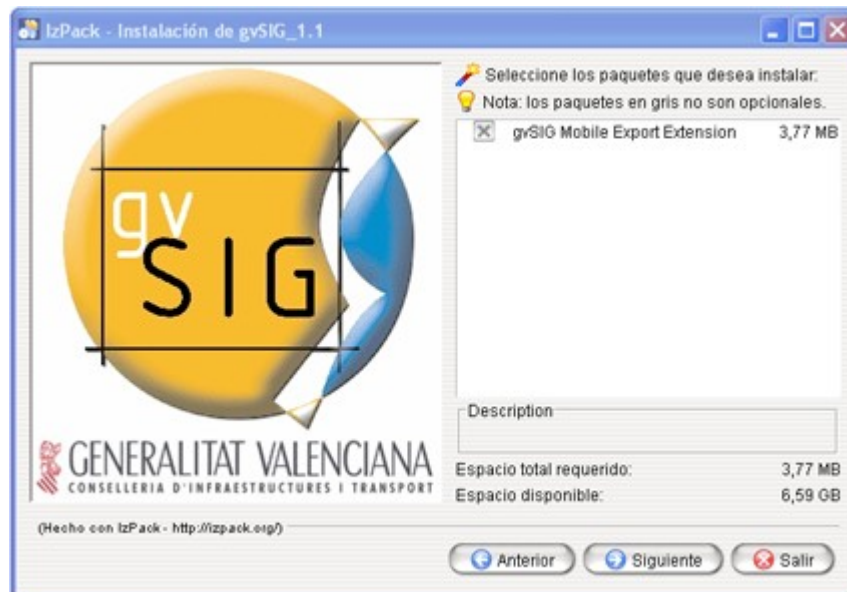 IzPack - Instalación de gvSIG_1.1
gv
SIG
GENERALITAT VALENCIANA
CONSELLERIA D'INFRAESTRUCTURES I TRANSPORT
Seleccione los paquetes que desea instalar:
Nota: los paquetes en gris no son opcionales.
gvSIG Mobile Export Extension 3,77 MB
Description
Espacio total requerido: 3,77 MB
Espacio disponible: 6,59 GB
(Hecho con IzPack - http://izpack.org/)
Anterior Siguiente Salir